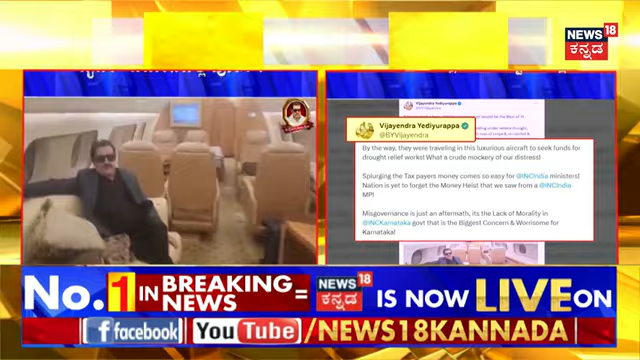 NEWS 18
ಕನ್ನಡ
Vijayendra Yediyurappa
@BYVijayendra
By the way, they were traveling in this luxurious aircraft to seek funds for
drought relief works! What a crude mockery of our distress!
Splurging the Tax payers money comes so easy for @INCIndia ministers!
Nation is yet to forget the Money Heist that we saw from a @INCIndia
MP!
Misgovernance is just an aftermath, its the Lack of Morality in
@INCKarnataka govt that is the Biggest Concern & Worrisome for
Karnataka!
No.1 IN BREAKING NEWS = NEWS 18 ಕನ್ನಡ IS NOW LIVE ON
facebook YouTube /NEWS18KANNADA